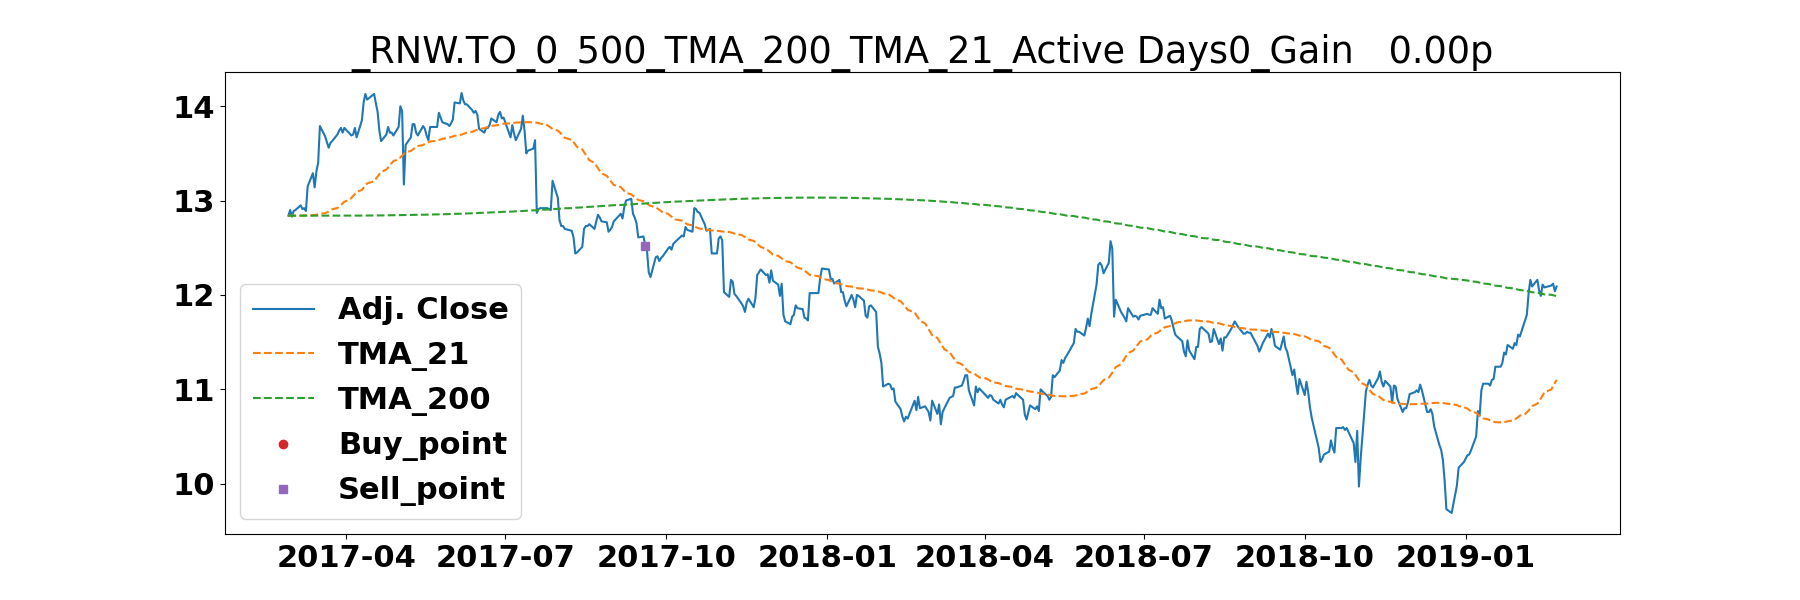 _RNW.TO_0_500_TMA_200_TMA_21_Active Days0_Gain   0.00p
14
13
12
11
10
Adj. Close
TMA_21
TMA_200
Buy_point
Sell_point
2017-04 2017-07 2017-10 2018-01 2018-04 2018-07 2018-10 2019-01